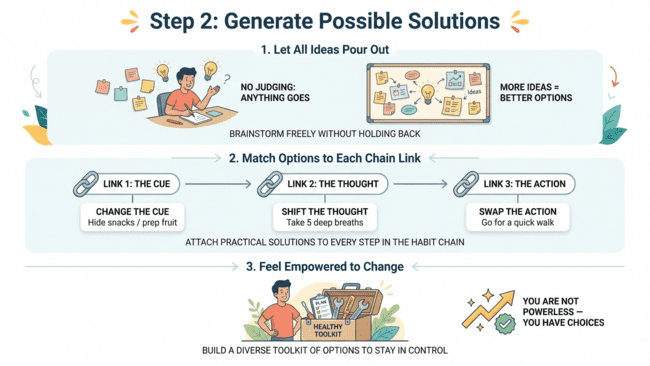 Step 2: Generate Possible Solutions
1. Let All Ideas Pour Out
NO JUDGING:
ANYTHING GOES
ideas
MORE IDEAS =
BETTER OPTIONS
BRAINSTORM FREELY WITHOUT HOLDING BACK
2. Match Options to Each Chain Link
LINK 1: THE CUE
LINK 2: THE THOUGHT
LINK 3: THE ACTION
CHANGE THE CUE
Hide snacks / prep fruit
SHIFT THE THOUGHT
Take 5 deep breaths
SWAP THE ACTION
Go for a quick walk
ATTACH PRACTICAL SOLUTIONS TO EVERY STEP IN THE HABIT CHAIN
3. Feel Empowered to Change
PLAN
HEALTHY
TOOLKIT
YOU ARE NOT
POWERLESS —
YOU HAVE CHOICES
BUILD A DIVERSE TOOLKIT OF OPTIONS TO STAY IN CONTROL